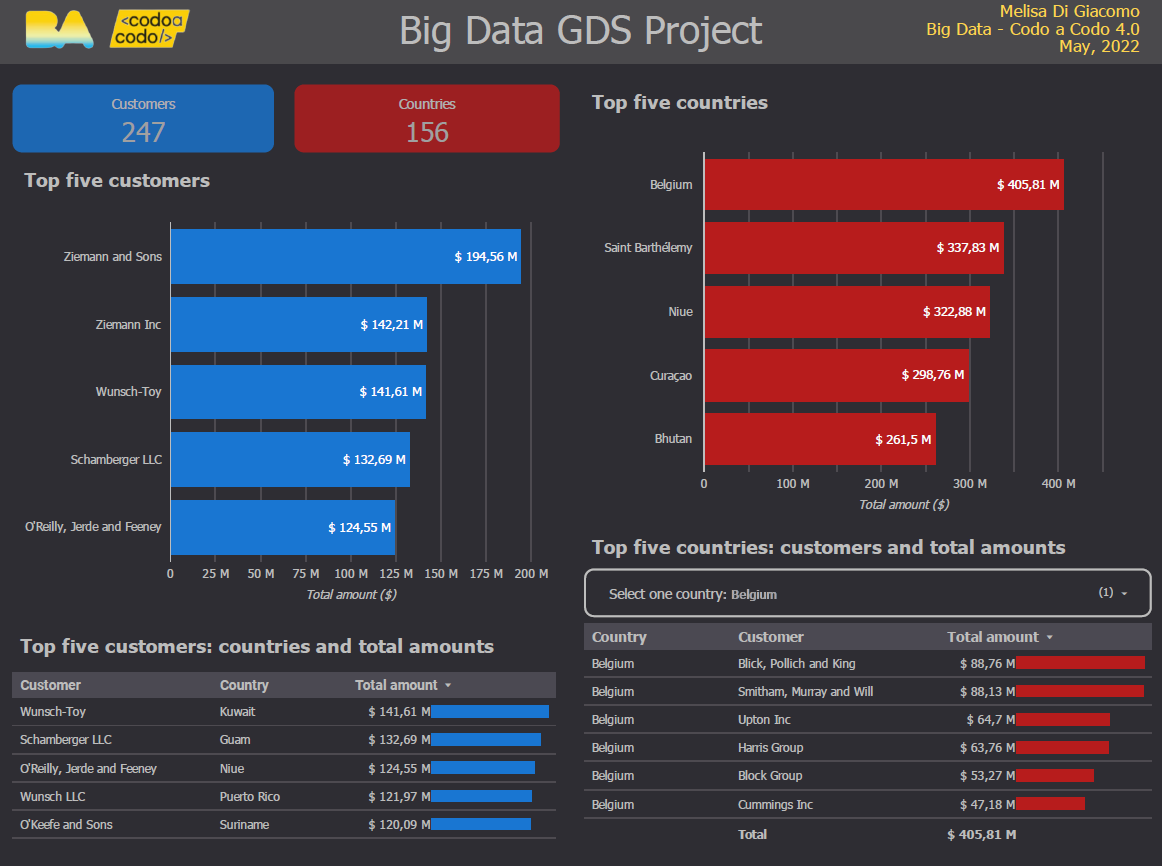 BA
<codo a
codo/>
Big Data GDS Project
Melisa Di Giacomo
Big Data - Codo a Codo 4.0
May, 2022
Customers
247
Countries
156
Top five customers
Ziemann and Sons $ 194,56 M
Ziemann Inc $ 142,21 M
Wunsch-Toy $ 141,61 M
Schamberger LLC $ 132,69 M
O'Reilly, Jerde and Feeney $ 124,55 M
0 25 M 50 M 75 M 100 M 125 M 150 M 175 M 200 M
Total amount ($)
Top five countries
Belgium $ 405,81 M
Saint Barthélemy $ 337,83 M
Niue $ 322,88 M
Curaçao $ 298,76 M
Bhutan $ 261,5 M
0 100 M 200 M 300 M 400 M
Total amount ($)
Top five customers: countries and total amounts
Customer Country Total amount
Wunsch-Toy Kuwait $ 141,61 M
Schamberger LLC Guam $ 132,69 M
O'Reilly, Jerde and Feeney Niue $ 124,55 M
Wunsch LLC Puerto Rico $ 121,97 M
O'Keefe and Sons Suriname $ 120,09 M
Top five countries: customers and total amounts
Select one country: Belgium (1)
Country Customer Total amount
Belgium Blick, Pollich and King $ 88,76 M
Belgium Smitham, Murray and Will $ 88,13 M
Belgium Upton Inc $ 64,7 M
Belgium Harris Group $ 63,76 M
Belgium Block Group $ 53,27 M
Belgium Cummings Inc $ 47,18 M
Total $ 405,81 M